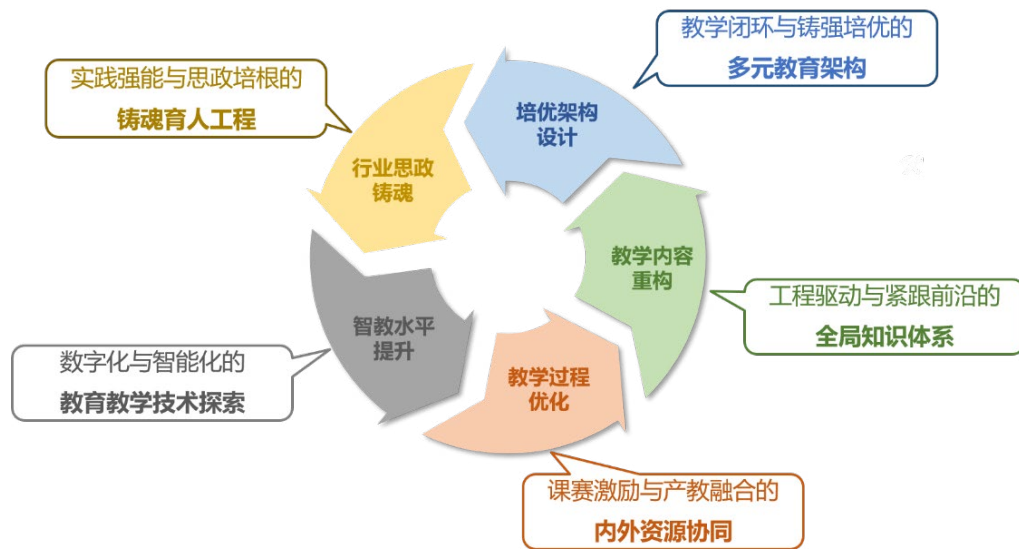 教学闭环与铸强培优的
多元教育架构
实践强能与思政培根的
铸魂育人工程
培优架构
设计
行业思政
铸魂
教学内容
重构
工程驱动与紧跟前沿的
全局知识体系
智教水平
提升
数字化与智能化的
教育教学技术探索
教学过程
优化
课赛激励与产教融合的
内外资源协同